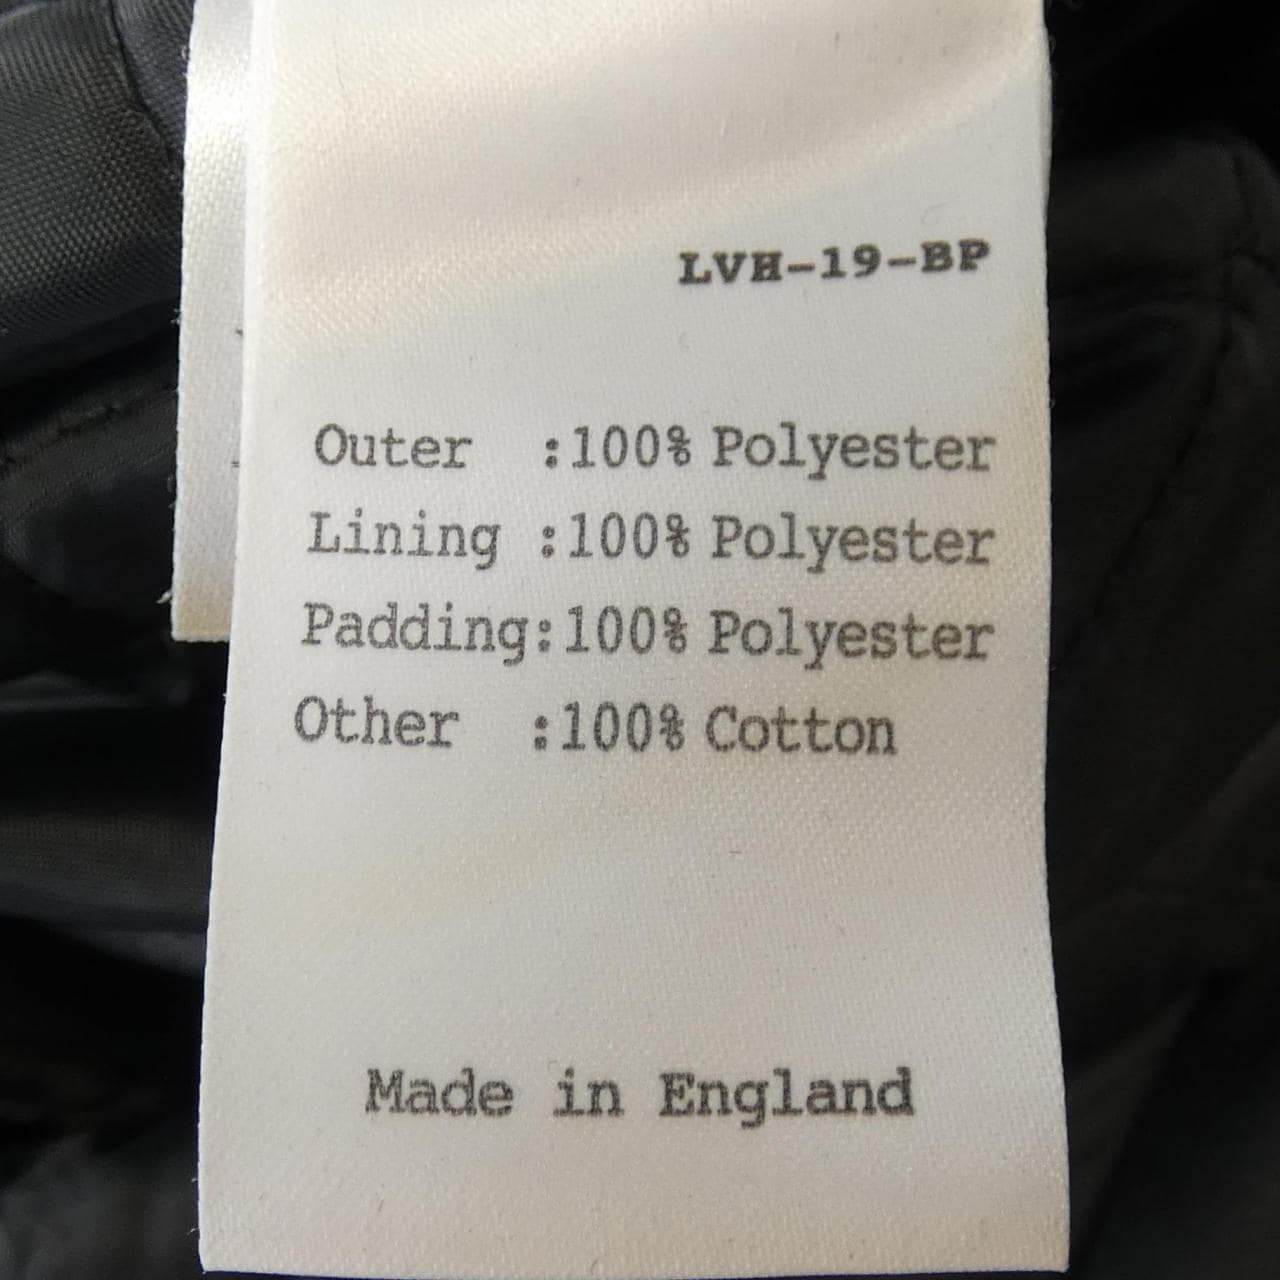 LVH-19-BP
Outer :100% Polyester
Lining :100% Polyester
Padding:100% Polyester
Other :100% Cotton
Made in England